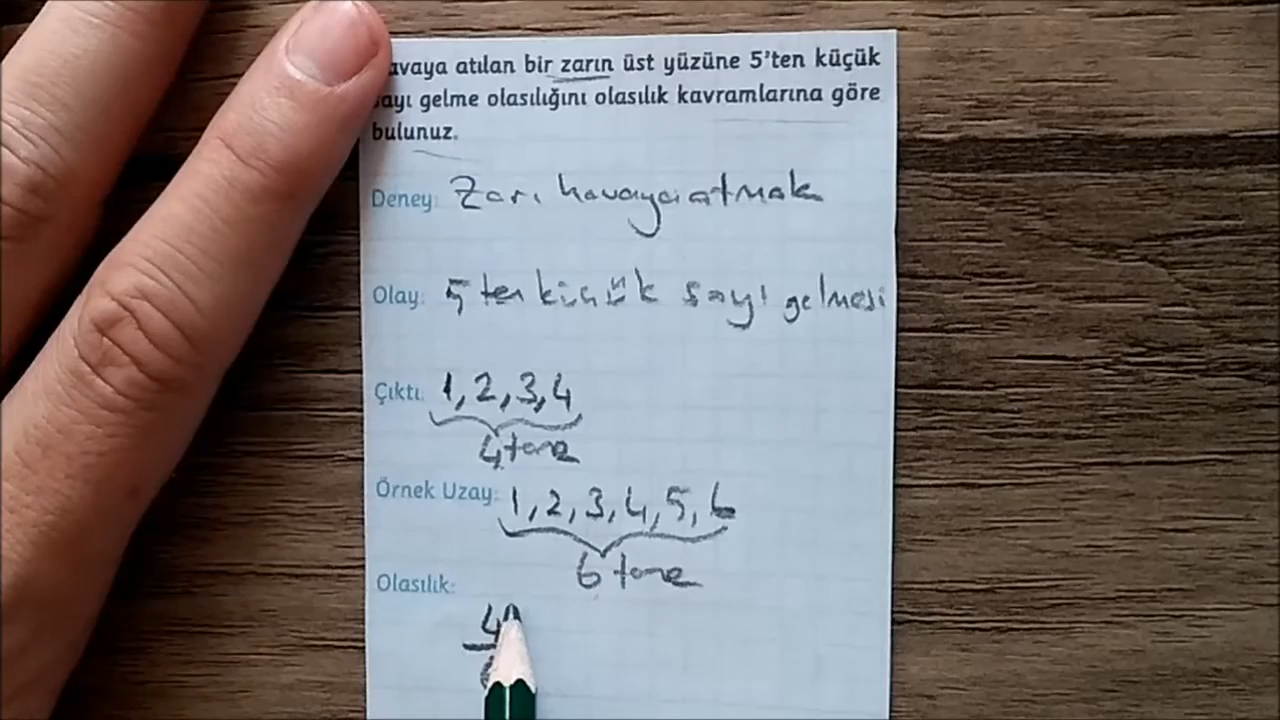 avaya atılan bir zarın üst yüzüne 5'ten küçük
sayı gelme olasılığını olasılık kavramlarına göre
bulunuz.
Deney: Zarı havaya atmak
Olay: 5 ten küçük sayı gelmesi
Çıktı: 1, 2, 3, 4
4 tane
Örnek Uzay: 1, 2, 3, 4, 5, 6
6 tane
Olasılık:
4